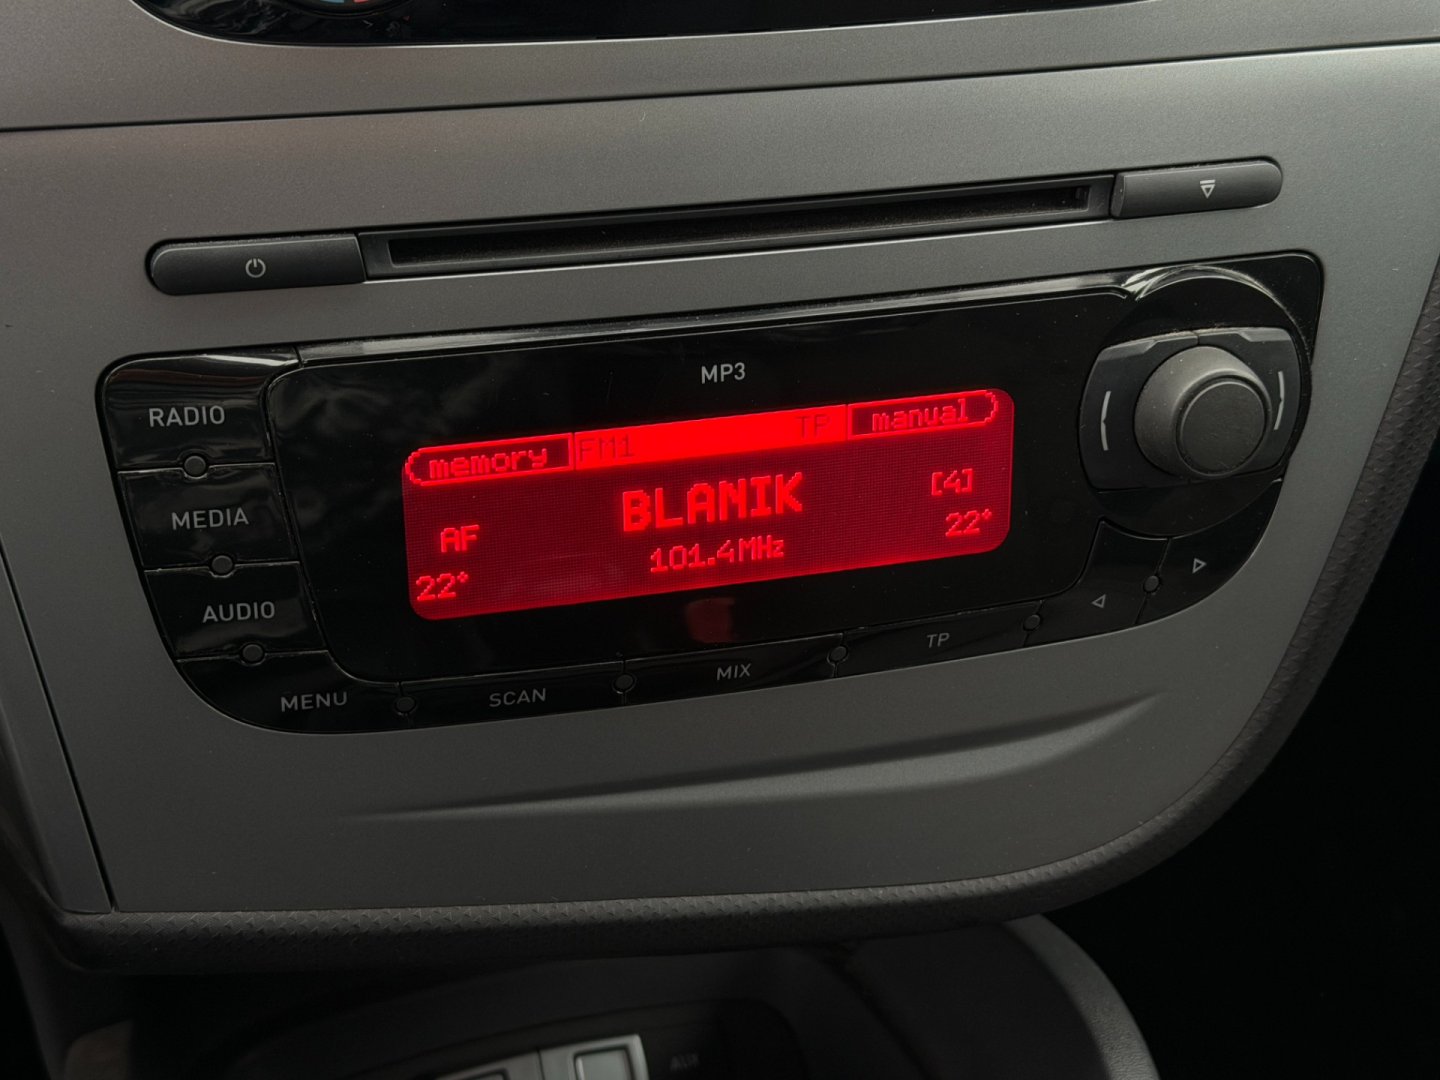 MP3
RADIO
MEDIA
AUDIO
MENU
SCAN
MIX
TP
memory FM1 TP manual
BLANIK [4]
AF 101.4MHz 22°
22°
AUX